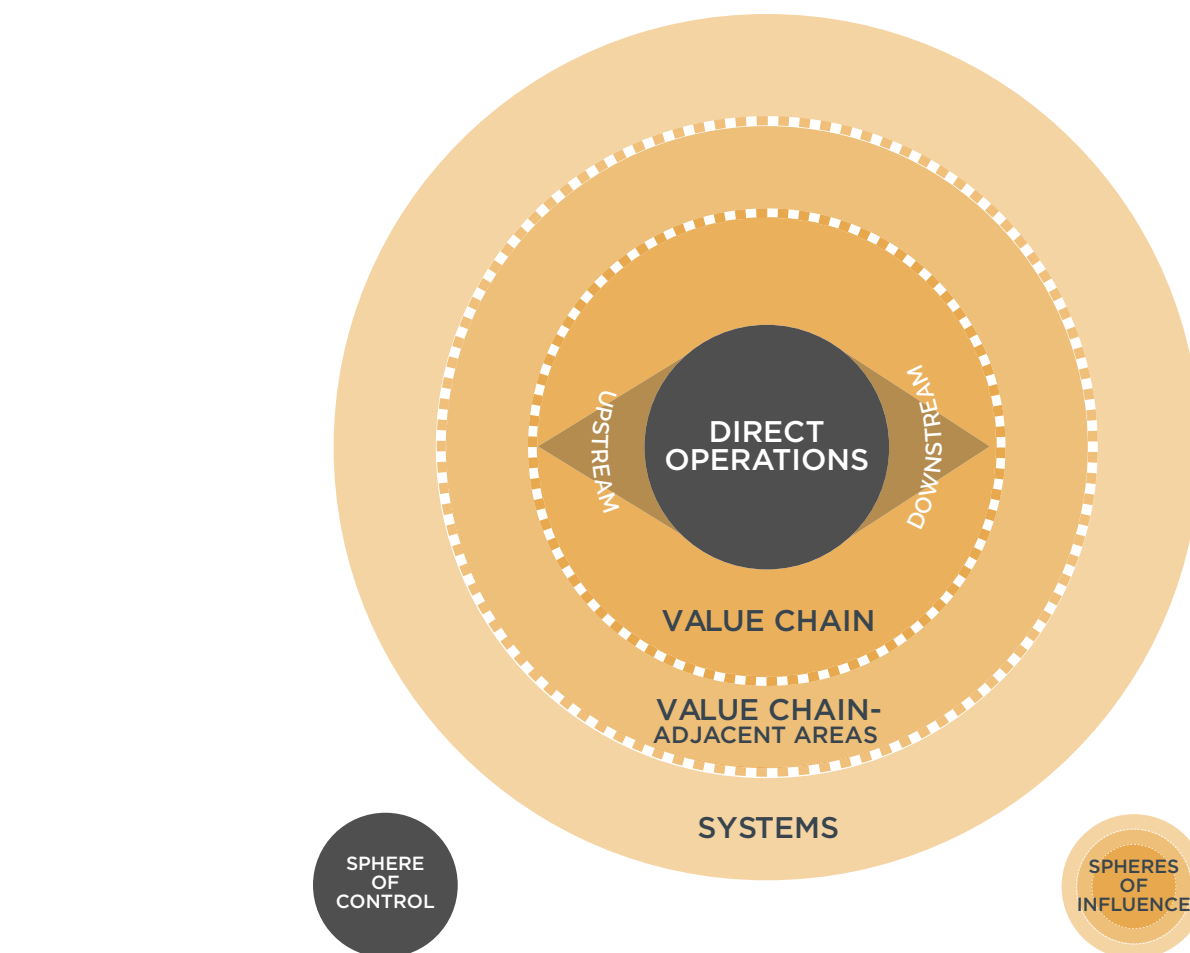 UPSTREAM
DIRECT
OPERATIONS
DOWNSTREAM
VALUE CHAIN
VALUE CHAIN-
ADJACENT AREAS
SYSTEMS
SPHERE
OF
CONTROL
SPHERES
OF
INFLUENCE